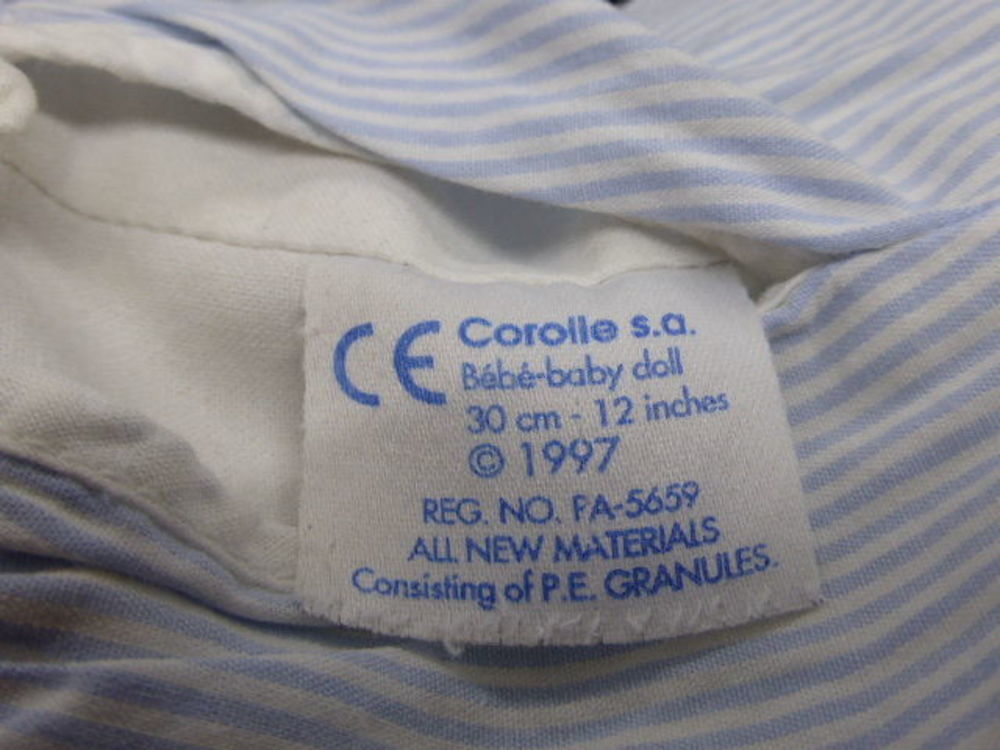 CE Corolle s.a.
Bébé-baby doll
30 cm - 12 inches
© 1997
REG. NO. PA-5659
ALL NEW MATERIALS
Consisting of P.E. GRANULES.